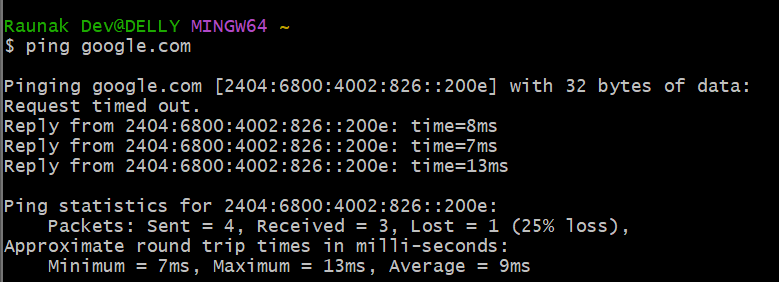 Raunak Dev@DELLY MINGW64 ~
$ ping google.com
Pinging google.com [2404:6800:4002:826::200e] with 32 bytes of data:
Request timed out.
Reply from 2404:6800:4002:826::200e: time=8ms
Reply from 2404:6800:4002:826::200e: time=7ms
Reply from 2404:6800:4002:826::200e: time=13ms
Ping statistics for 2404:6800:4002:826::200e:
    Packets: Sent = 4, Received = 3, Lost = 1 (25% loss),
Approximate round trip times in milli-seconds:
    Minimum = 7ms, Maximum = 13ms, Average = 9ms